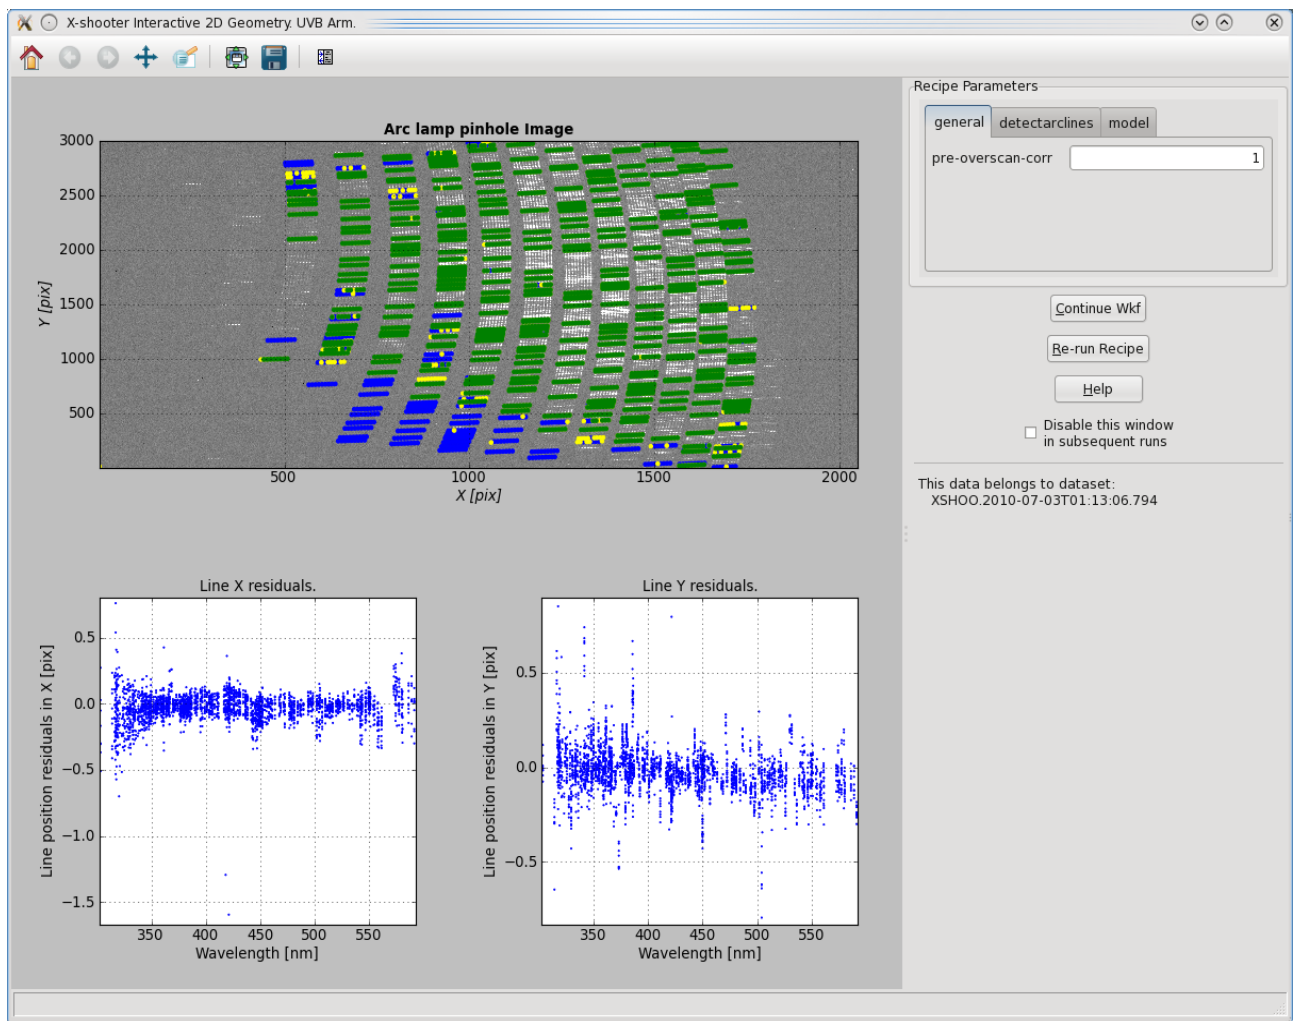 X-shooter Interactive 2D Geometry. UVB Arm.
Arc lamp pinhole Image
3000
2500
2000
1500
1000
500
Y [pix]
500
1000
1500
2000
X [pix]
Line X residuals.
0.5
0.0
−0.5
−1.0
−1.5
Line position residuals in X [pix]
350
400
450
500
550
Wavelength [nm]
Line Y residuals.
0.5
0.0
−0.5
Line position residuals in Y [pix]
350
400
450
500
550
Wavelength [nm]
Recipe Parameters
general
detectarclines
model
pre-overscan-corr
1
Continue Wkf
Re-run Recipe
Help
Disable this window
in subsequent runs
This data belongs to dataset:
XSHOO.2010-07-03T01:13:06.794